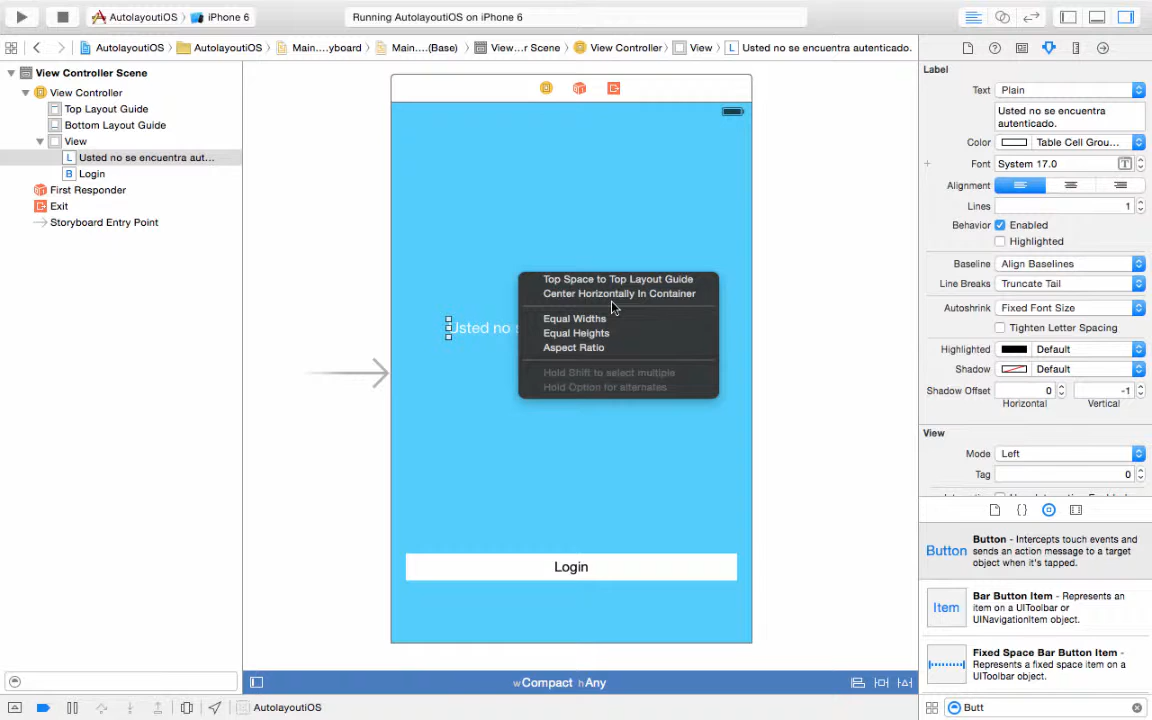 AutolayoutiOS
iPhone 6
Running AutolayoutiOS on iPhone 6
AutolayoutiOS
AutolayoutiOS
Main....yboard
Main....(Base)
View...r Scene
View Controller
View
L
Usted no se encuentra autenticado.
View Controller Scene
View Controller
Top Layout Guide
Bottom Layout Guide
View
L
Usted no se encuentra aut...
B
Login
First Responder
Exit
Storyboard Entry Point
Usted no s
Top Space to Top Layout Guide
Center Horizontally In Container
Equal Widths
Equal Heights
Aspect Ratio
Hold Shift to select multiple
Hold Option for alternates
Login
wCompact hAny
AutolayoutiOS
Label
Text
Plain
Usted no se encuentra
autenticado.
Color
Table Cell Grou...
+
Font
System 17.0
T
Alignment
Lines
1
Behavior
Enabled
Highlighted
Baseline
Align Baselines
Line Breaks
Truncate Tail
Autoshrink
Fixed Font Size
Tighten Letter Spacing
Highlighted
Default
Shadow
Default
Shadow Offset
0
-1
Horizontal
Vertical
View
Mode
Left
Tag
0
{}
Button
Button - Intercepts touch events and
sends an action message to a target
object when it's tapped.
Item
Bar Button Item - Represents an
item on a UIToolbar or
UINavigationItem object.
Fixed Space Bar Button Item -
Represents a fixed space item on a
UIToolbar object.
Butt